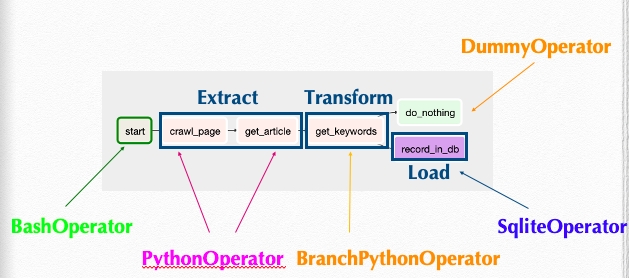 DummyOperator
Extract
Transform
start
crawl_page
get_article
get_keywords
do_nothing
record_in_db
Load
BashOperator
PythonOperator
BranchPythonOperator
SqliteOperator